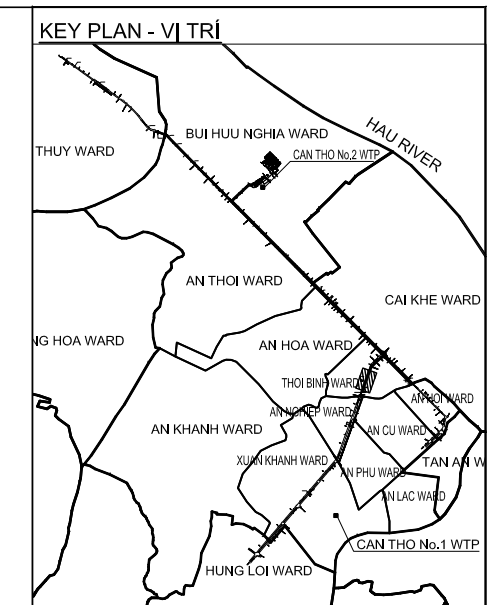 KEY PLAN - VỊ TRÍ
BUI HUU NGHIA WARD
HAU RIVER
THUY WARD
CAN THO No.2 WTP
AN THOI WARD
CAI KHE WARD
NG HOA WARD
AN HOA WARD
THOI BINH WARD
AN HOI WARD
AN NGHIEP WARD
AN KHANH WARD
AN CU WARD
XUAN KHANH WARD
TAN AN W
AN PHU WARD
AN LAC WARD
CAN THO No.1 WTP
HUNG LOI WARD